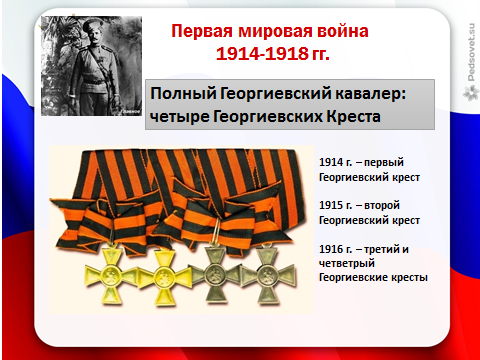 Первая мировая война
1914-1918 гг.
Полный Георгиевский кавалер:
четыре Георгиевских Креста
1914 г. – первый
Георгиевский крест
1915 г. – второй
Георгиевский крест
1916 г. – третий и
четветрый
Георгиевские кресты
Pedsovet.su